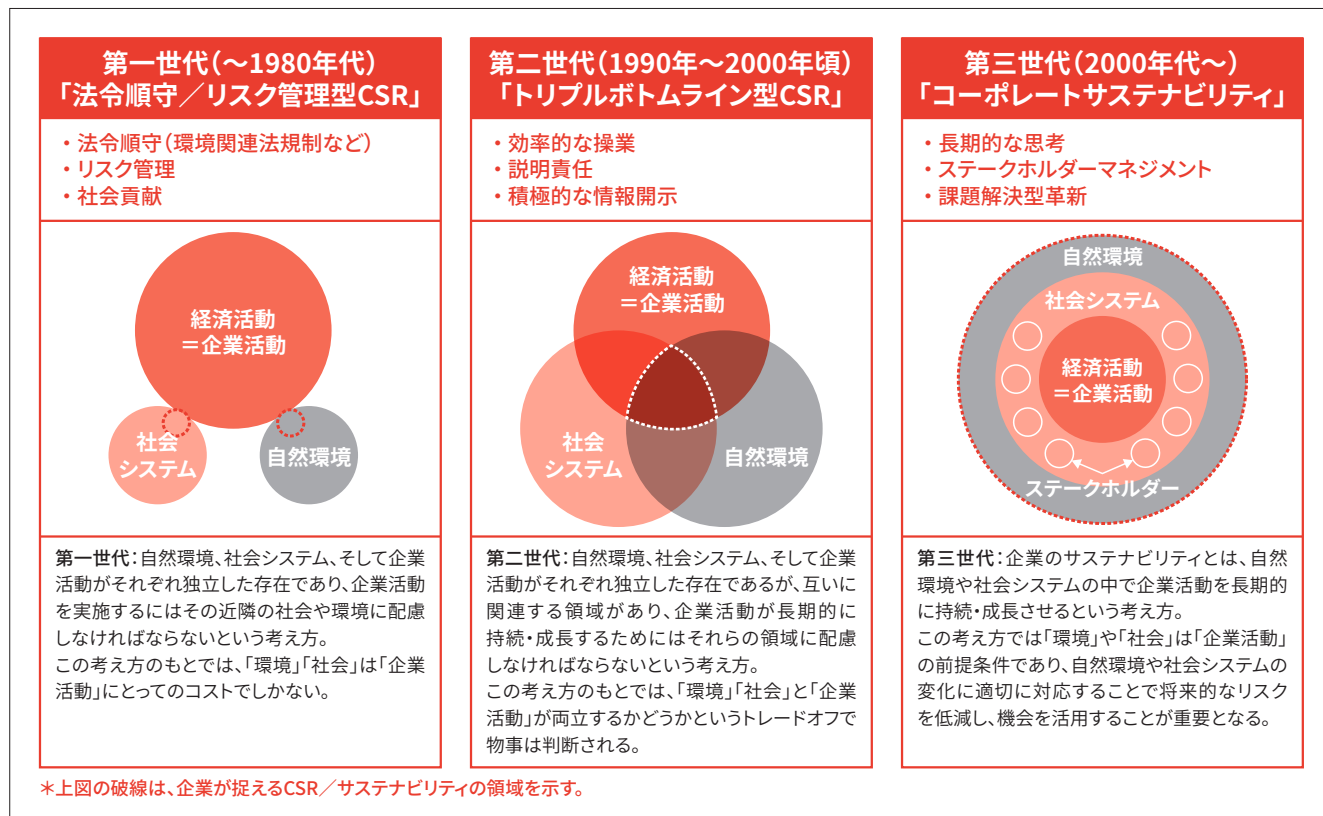 第一世代（～1980年代）
「法令順守／リスク管理型CSR」
・法令順守（環境関連法規制など）
・リスク管理
・社会貢献
経済活動
＝企業活動
社会
システム
自然環境
第一世代：自然環境、社会システム、そして企業
活動がそれぞれ独立した存在であり、企業活動
を実施するにはその近隣の社会や環境に配慮
しなければならないという考え方。
この考え方のもとでは、「環境」「社会」は「企業
活動」にとってのコストでしかない。
第二世代（1990年～2000年頃）
「トリプルボトムライン型CSR」
・効率的な操業
・説明責任
・積極的な情報開示
経済活動
＝企業活動
社会
システム
自然環境
第二世代：自然環境、社会システム、そして企業
活動がそれぞれ独立した存在であるが、互いに
関連する領域があり、企業活動が長期的に
持続・成長するためにはそれらの領域に配慮
しなければならないという考え方。
この考え方のもとでは、「環境」「社会」と「企業
活動」が両立するかどうかというトレードオフで
物事は判断される。
第三世代（2000年代～）
「コーポレートサステナビリティ」
・長期的な思考
・ステークホルダーマネジメント
・課題解決型革新
自然環境
社会システム
経済活動
＝企業活動
ステークホルダー
第三世代：企業のサステナビリティとは、自然
環境や社会システムの中で企業活動を長期的
に持続・成長させるという考え方。
この考え方では「環境」や「社会」は「企業活動」
の前提条件であり、自然環境や社会システムの
変化に適切に対応することで将来的なリスク
を低減し、機会を活用することが重要となる。
＊上図の破線は、企業が捉えるCSR／サステナビリティの領域を示す。